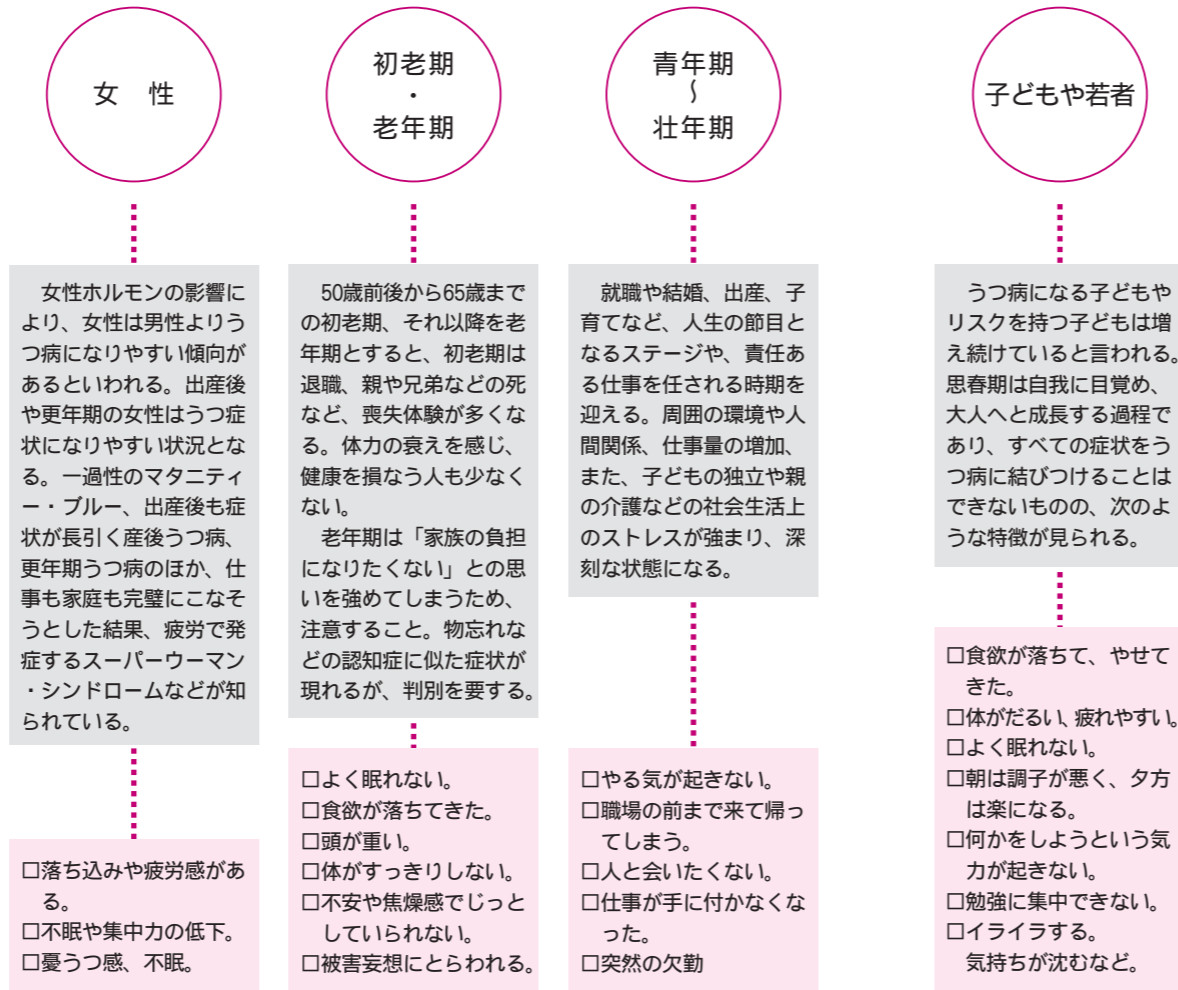 女　性
女性ホルモンの影響に
より、女性は男性よりう
つ病になりやすい傾向が
あるといわれる。出産後
や更年期の女性はうつ症
状になりやすい状況とな
る。一過性のマタニティ
ー・ブルー、出産後も症
状が長引く産後うつ病、
更年期うつ病のほか、仕
事も家庭も完璧にこなそ
うとした結果、疲労で発
症するスーパーウーマン
・シンドロームなどが知
られている。
□落ち込みや疲労感があ
る。
□不眠や集中力の低下。
□憂うつ感、不眠。
初老期
・
老年期
50歳前後から65歳まで
の初老期、それ以降を老
年期とすると、初老期は
退職、親や兄弟などの死
など、喪失体験が多くな
る。体力の衰えを感じ、
健康を損なう人も少なく
ない。
老年期は「家族の負担
になりたくない」との思
いを強めてしまうため、
注意すること。物忘れな
どの認知症に似た症状が
現れるが、判別を要する。
□よく眠れない。
□食欲が落ちてきた。
□頭が重い。
□体がすっきりしない。
□不安や焦燥感でじっと
していられない。
□被害妄想にとらわれる。
青年期
〜
壮年期
就職や結婚、出産、子
育てなど、人生の節目と
なるステージや、責任あ
る仕事を任される時期を
迎える。周囲の環境や人
間関係、仕事量の増加、
また、子どもの独立や親
の介護などの社会生活上
のストレスが強まり、深
刻な状態になる。
□やる気が起きない。
□職場の前まで来て帰っ
てしまう。
□人と会いたくない。
□仕事が手に付かなくな
った。
□突然の欠勤
子どもや若者
うつ病になる子どもや
リスクを持つ子どもは増
え続けていると言われる。
思春期は自我に目覚め、
大人へと成長する過程で
あり、すべての症状をう
つ病に結びつけることは
できないものの、次のよ
うな特徴が見られる。
□食欲が落ちて、やせて
きた。
□体がだるい、疲れやすい。
□よく眠れない。
□朝は調子が悪く、夕方
は楽になる。
□何かをしようという気
力が起きない。
□勉強に集中できない。
□イライラする。
気持ちが沈むなど。